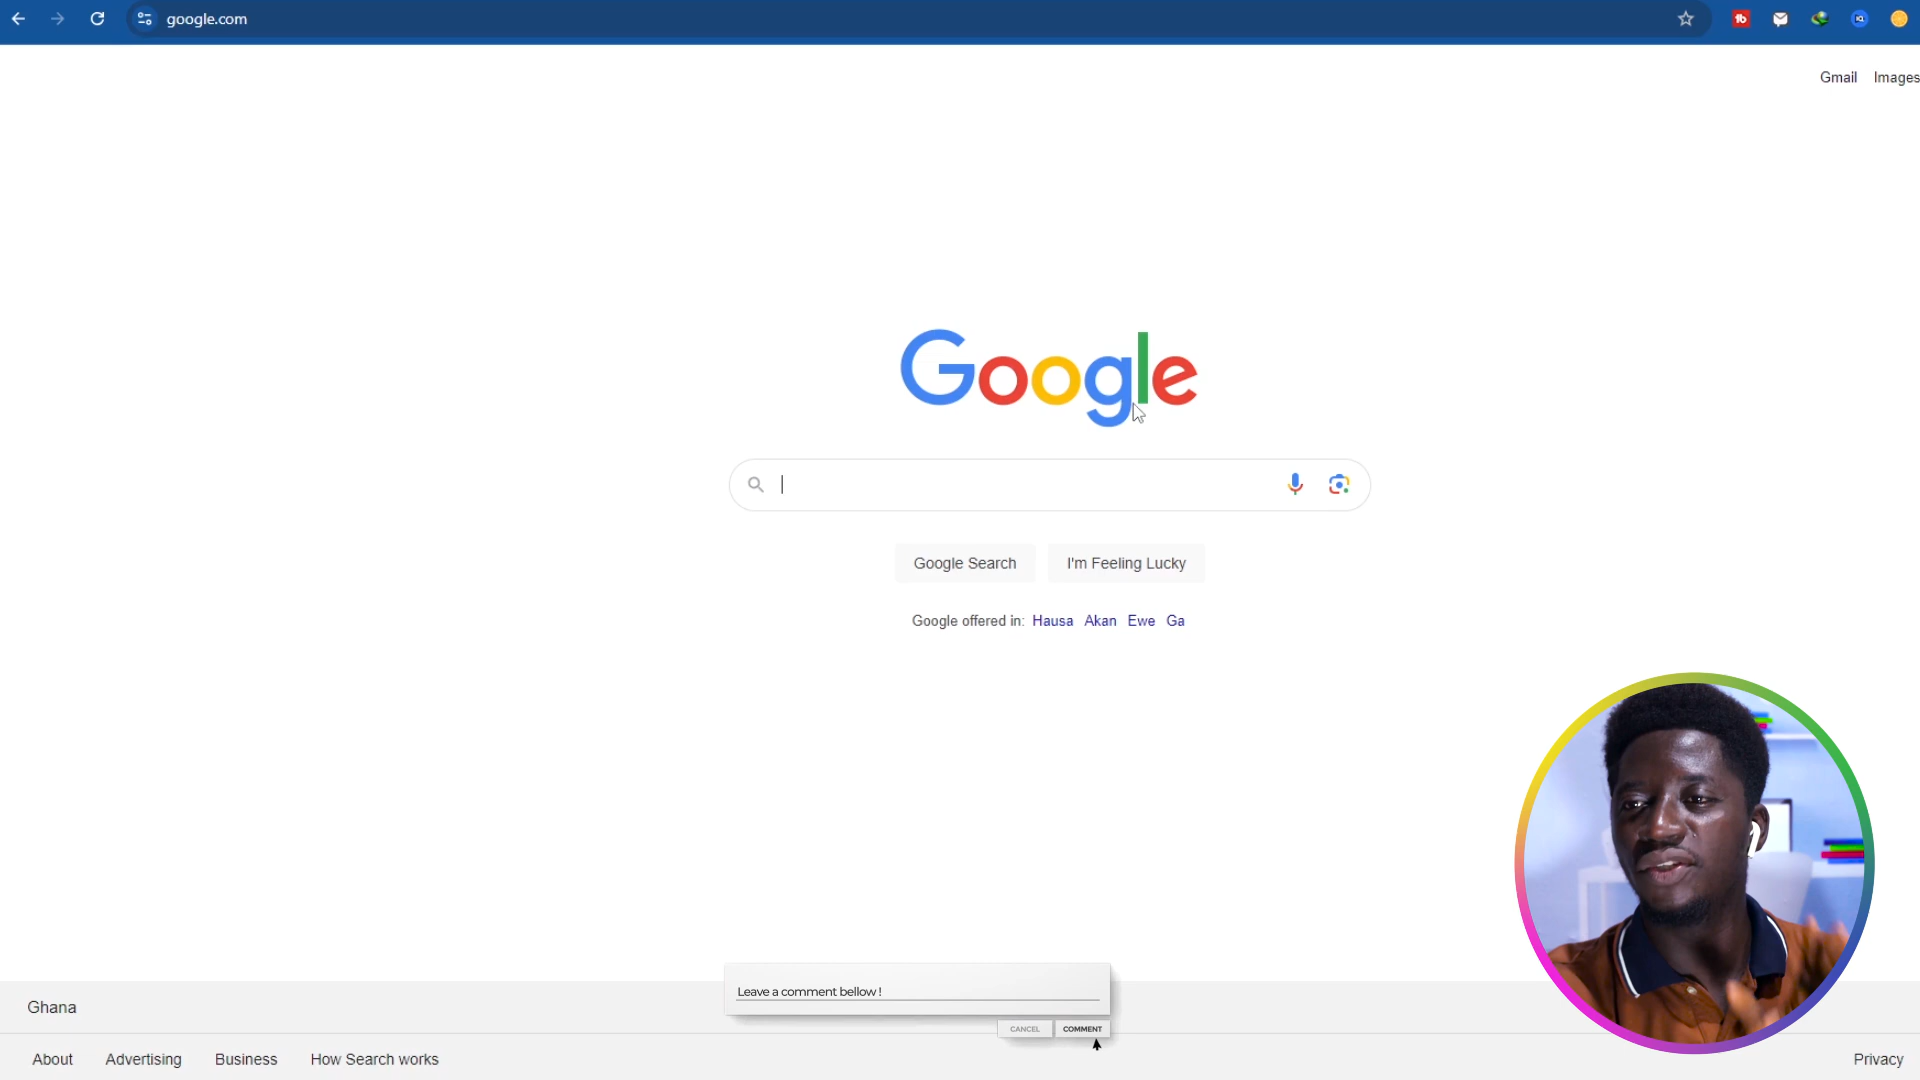 google.com
Gmail Images
Google
Google Search I'm Feeling Lucky
Google offered in: Hausa Akan Ewe Ga
Leave a comment bellow !
CANCEL COMMENT
Ghana
About Advertising Business How Search works Privacy